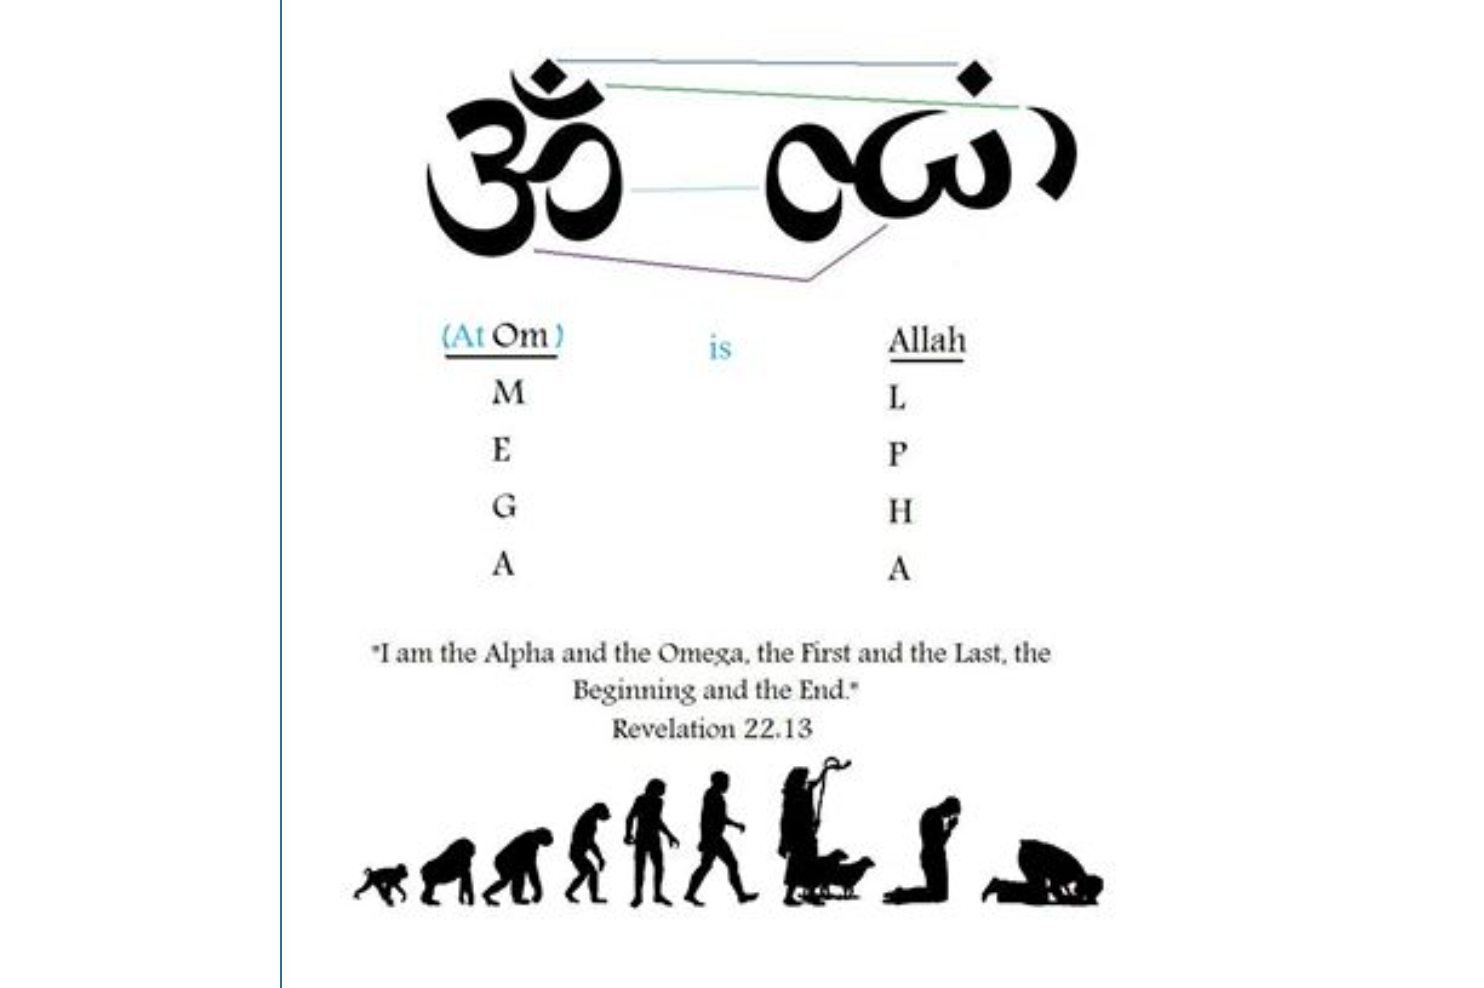 ॐ
(At Om) is Allah
M L
E P
G H
A A
"I am the Alpha and the Omega, the First and the Last, the
Beginning and the End."
Revelation 22.13